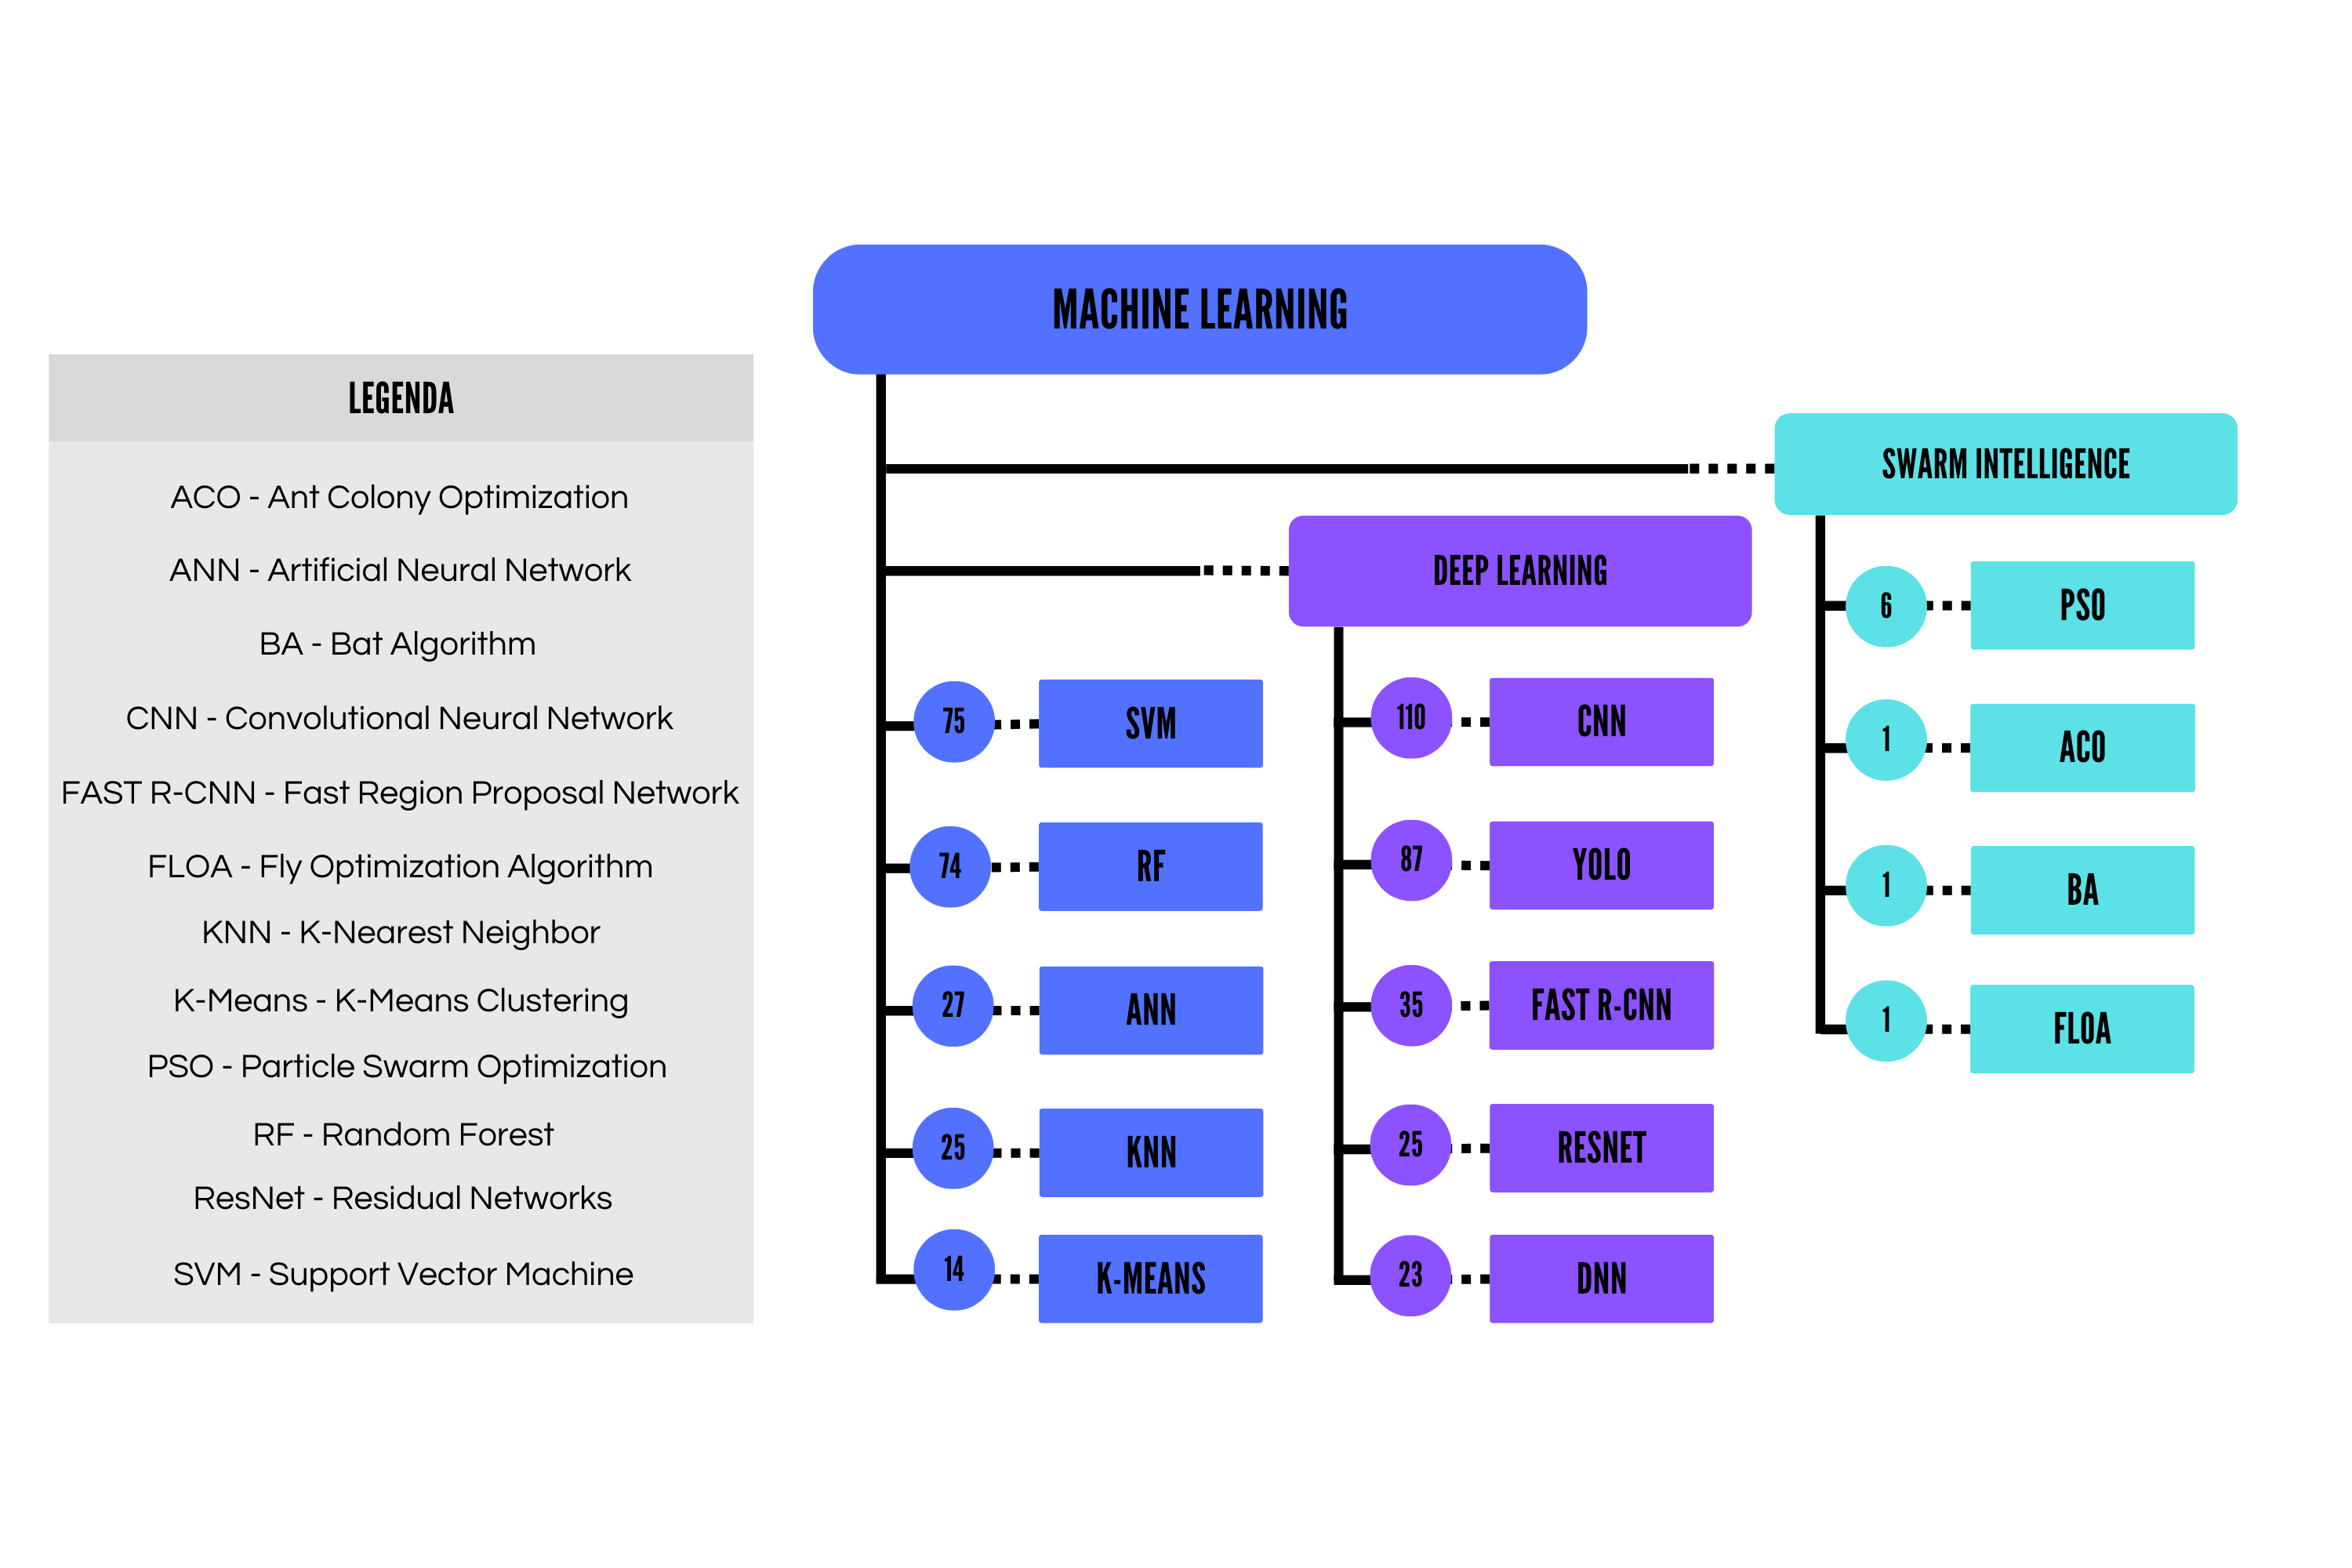 MACHINE LEARNING
LEGENDA
ACO - Ant Colony Optimization
ANN - Artificial Neural Network
BA - Bat Algorithm
CNN - Convolutional Neural Network
FAST R-CNN - Fast Region Proposal Network
FLOA - Fly Optimization Algorithm
KNN - K-Nearest Neighbor
K-Means - K-Means Clustering
PSO - Particle Swarm Optimization
RF - Random Forest
ResNet - Residual Networks
SVM - Support Vector Machine
75 SVM
74 RF
27 ANN
25 KNN
14 K-MEANS
DEEP LEARNING
110 CNN
87 YOLO
35 FAST R-CNN
25 RESNET
23 DNN
SWARM INTELLIGENCE
6 PSO
1 ACO
1 BA
1 FLOA